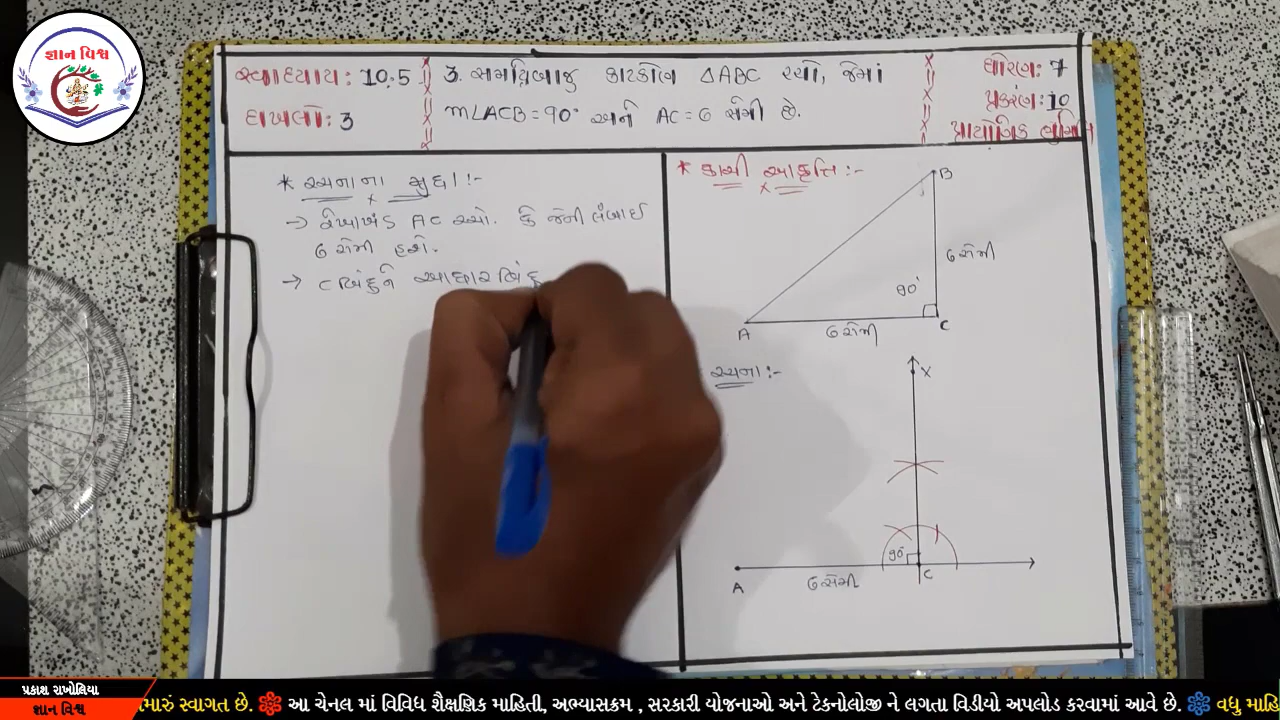 જ્ઞાન વિશ્વ
સ્વાધ્યાય: 10.5
દાખલો: 3
3. સમદ્વિબાજુ કાટકોણ ΔABC રચો, જેમાં
m∠ACB = 90° અને AC = 6 સેમી છે.
ધોરણ: 7
પ્રકરણ: 10
પ્રાયોગિક ભૂમિતિ
* રચનાના મુદ્દા :-
→ રેખાખંડ AC રચો. કે જેની લંબાઈ
6 સેમી હશે.
→ C બિંદુને આધારબિંદુ
* કાચી આકૃતિ :-
B
6 સેમી
90°
A
6 સેમી
C
રચના :-
X
90°
A
6 સેમી
C
પ્રકાશ રાખોલિયા
જ્ઞાન વિશ્વ
મારું સ્વાગત છે. આ ચેનલ માં વિવિધ શૈક્ષણિક માહિતી, અભ્યાસક્રમ , સરકારી યોજનાઓ અને ટેકનોલોજી ને લગતા વિડીયો અપલોડ કરવામાં આવે છે. વધુ માહિ